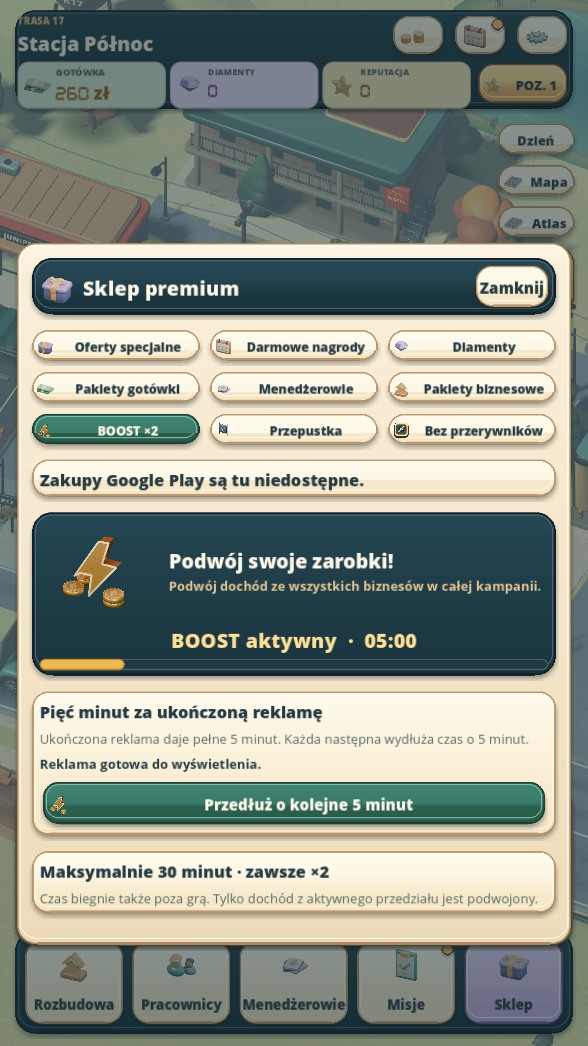 TRASA 17
Stacja Północ
GOTÓWKA
260 zł
DIAMENTY
0
REPUTACJA
0
POZ. 1
Dzień
Mapa
Atlas
Sklep premium
Zamknij
Oferty specjalne
Darmowe nagrody
Diamenty
Pakiety gotówki
Menedżerowie
Pakiety biznesowe
BOOST ×2
Przepustka
Bez przerywników
Zakupy Google Play są tu niedostępne.
Podwój swoje zarobki!
Podwój dochód ze wszystkich biznesów w całej kampanii.
BOOST aktywny · 05:00
Pięć minut za ukończoną reklamę
Ukończona reklama daje pełne 5 minut. Każda następna wydłuża czas o 5 minut.
Reklama gotowa do wyświetlenia.
Przedłuż o kolejne 5 minut
Maksymalnie 30 minut · zawsze ×2
Czas biegnie także poza grą. Tylko dochód z aktywnego przedziału jest podwojony.
Rozbudowa
Pracownicy
Menedżerowie
Misje
Sklep